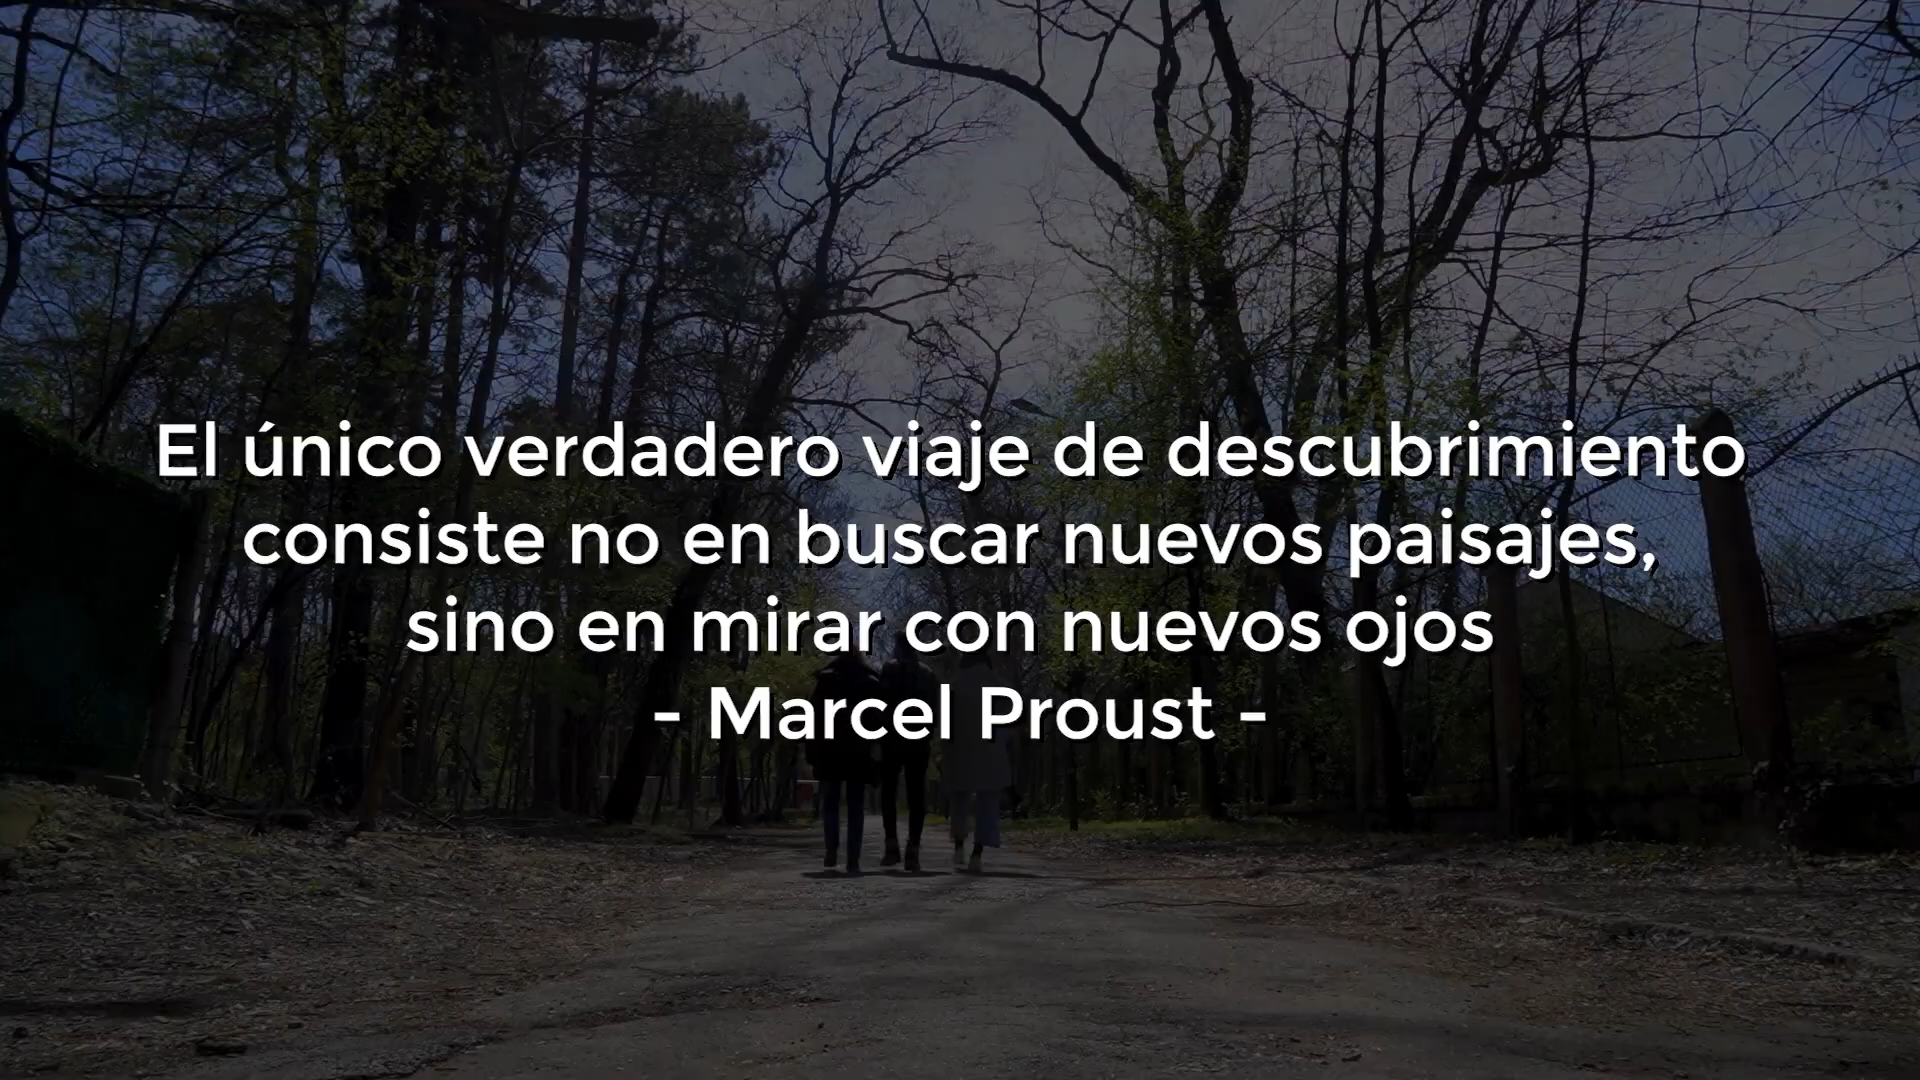 El único verdadero viaje de descubrimiento
consiste no en buscar nuevos paisajes,
sino en mirar con nuevos ojos
- Marcel Proust -